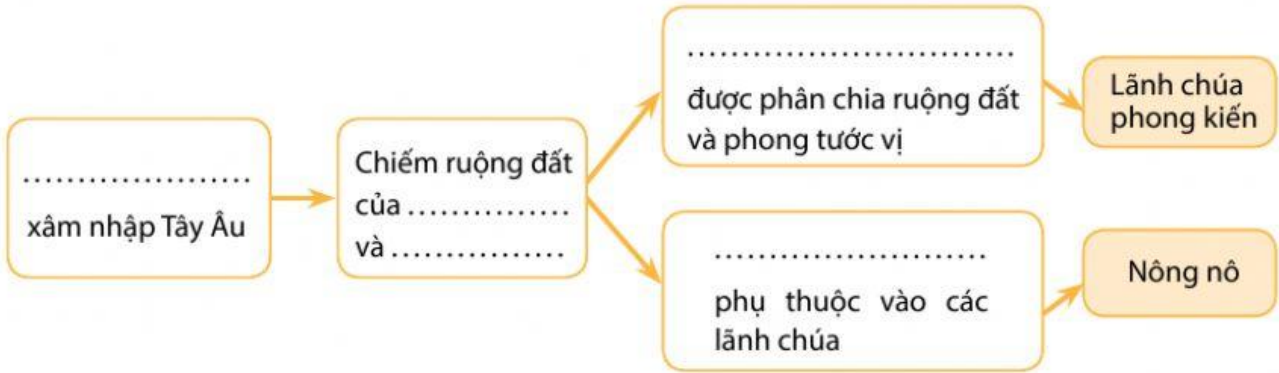 .....................
xâm nhập Tây Âu
Chiếm ruộng đất
của ...............
và ................
..............................
được phân chia ruộng đất
và phong tước vị
Lãnh chúa
phong kiến
.........................
phụ thuộc vào các
lãnh chúa
Nông nô